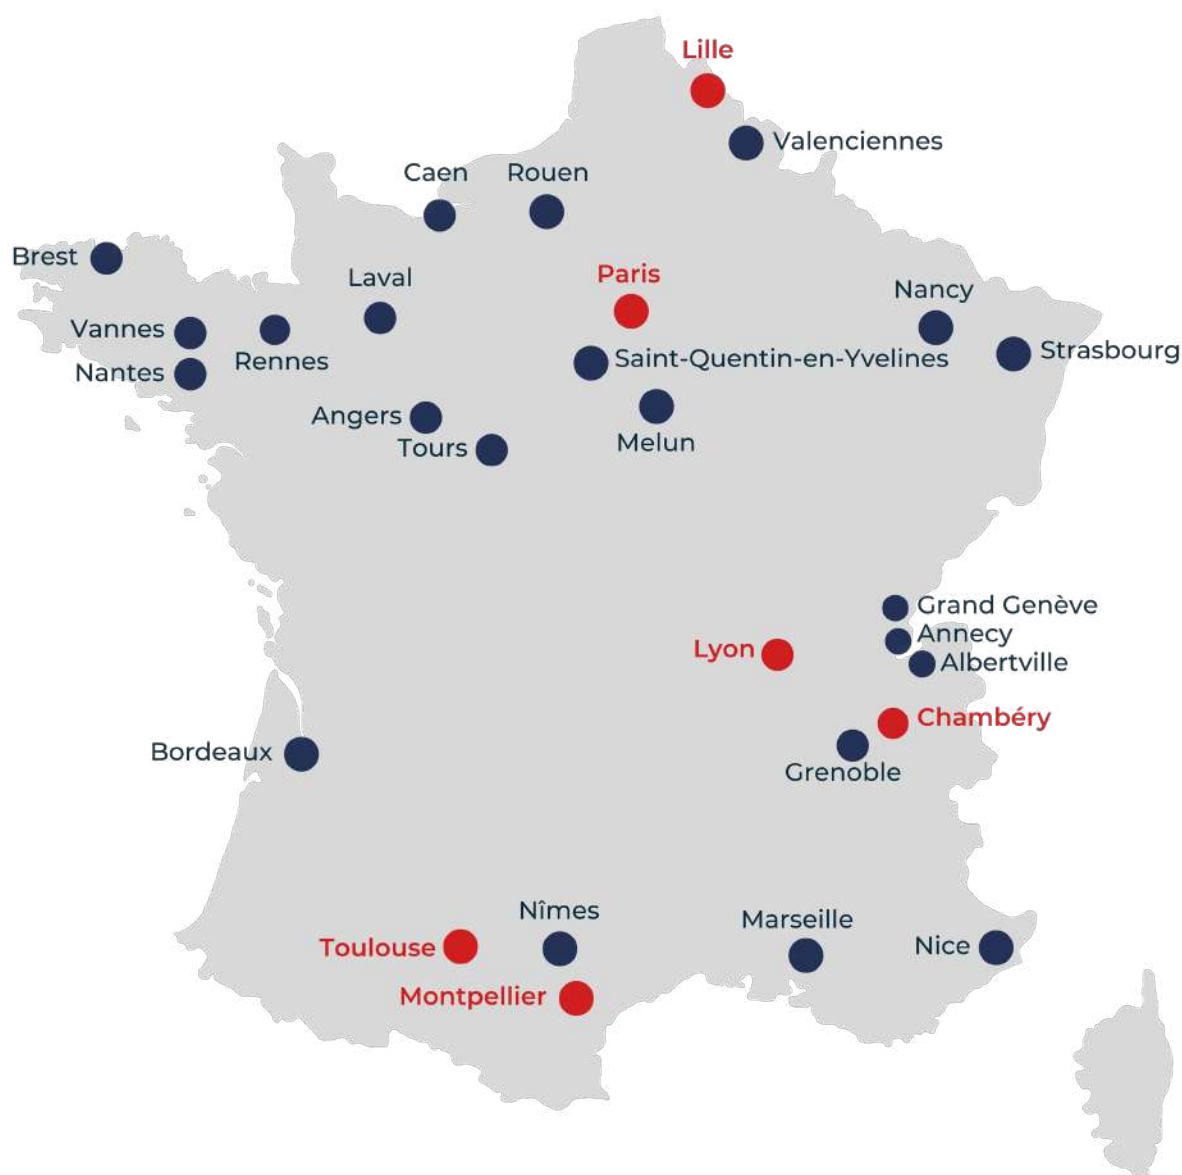 Lille
Valenciennes
Caen
Rouen
Brest
Laval
Paris
Nancy
Vannes
Rennes
Saint-Quentin-en-Yvelines
Strasbourg
Nantes
Angers
Melun
Tours
Grand Genève
Annecy
Lyon
Albertville
Chambéry
Bordeaux
Grenoble
Nîmes
Marseille
Toulouse
Nice
Montpellier